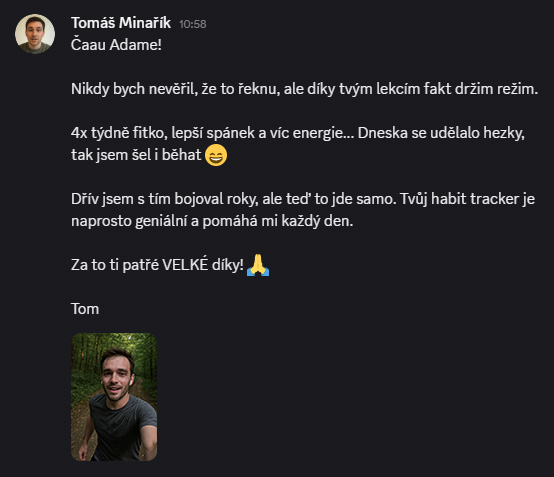 Tomáš Minařík 10:58
Čaau Adame!
Nikdy bych nevěřil, že to řeknu, ale díky tvým lekcím fakt držim režim.
4x týdně fitko, lepší spánek a víc energie... Dneska se udělalo hezky,
tak jsem šel i běhat 😄
Dřív jsem s tím bojoval roky, ale teď to jde samo. Tvůj habit tracker je
naprosto geniální a pomáhá mi každý den.
Za to ti patřé VELKÉ díky! 🙏
Tom